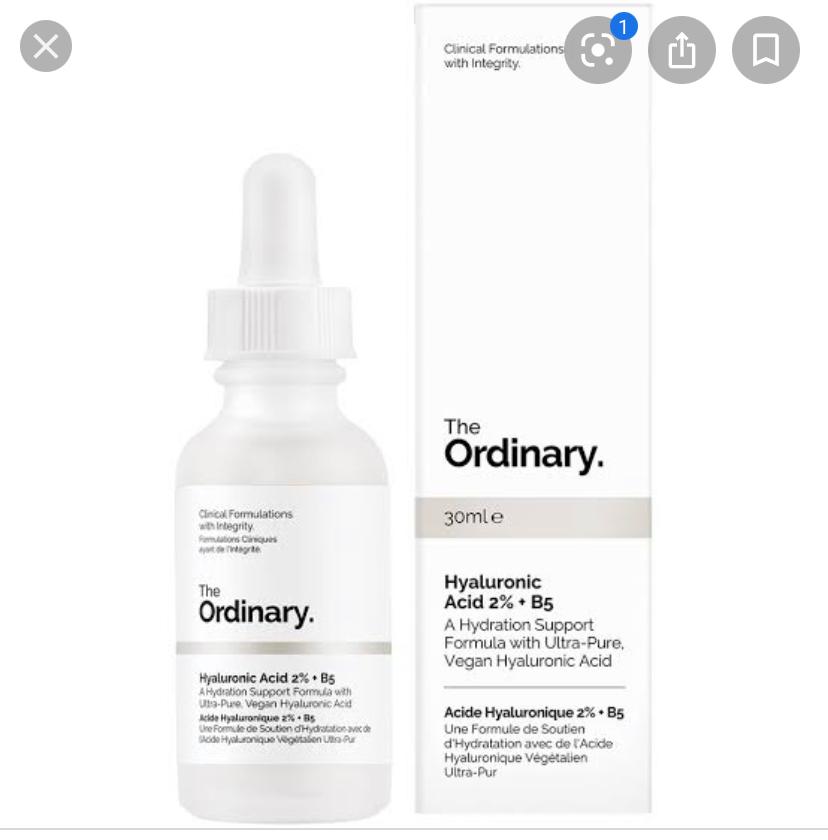 1
Clinical Formulations
with Integrity.
The
Ordinary.
30ml e
Hyaluronic
Acid 2% + B5
A Hydration Support
Formula with Ultra-Pure,
Vegan Hyaluronic Acid
Acide Hyaluronique 2% + B5
Une Formule de Soutien
d'Hydratation avec de l'Acide
Hyaluronique Végétalien
Ultra-Pur
Clinical Formulations
with Integrity.
Formulations Cliniques
ayant de l'Intégrité.
The
Ordinary.
Hyaluronic Acid 2% + B5
A Hydration Support Formula with
Ultra-Pure, Vegan Hyaluronic Acid
Acide Hyaluronique 2% + B5
Une Formule de Soutien d'Hydratation avec de
l'Acide Hyaluronique Végétalien Ultra-Pur